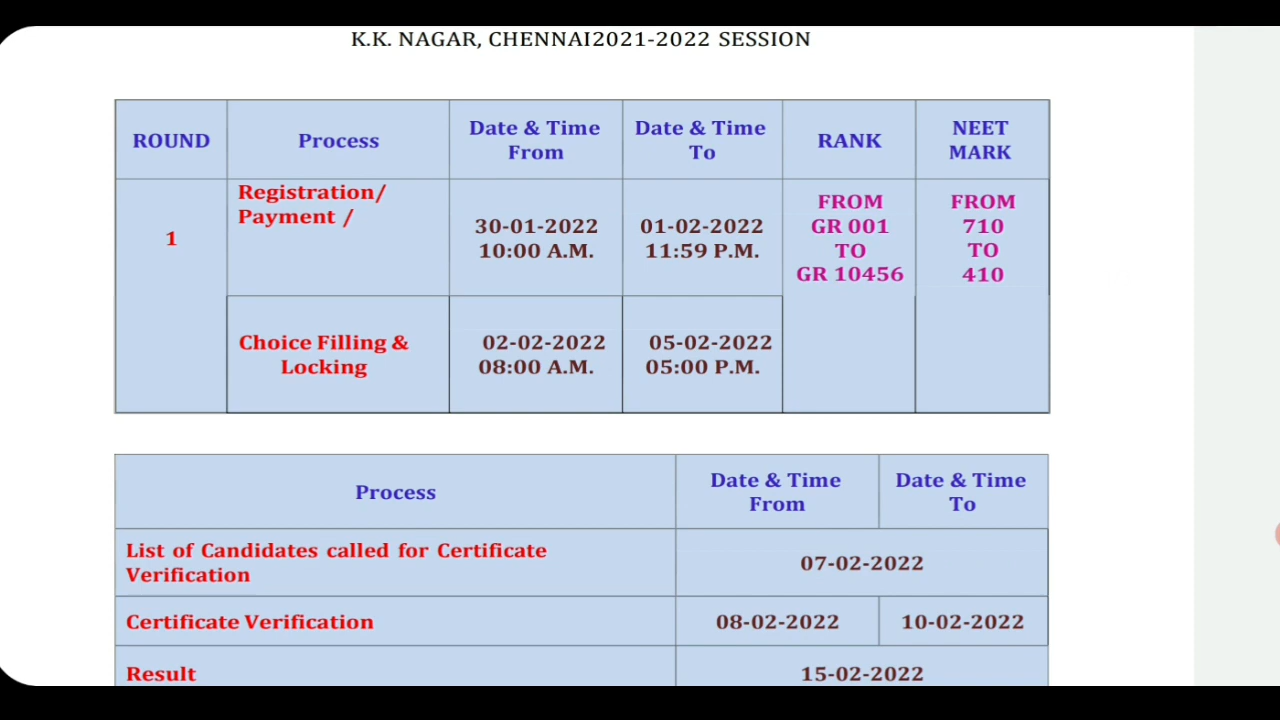 K.K. NAGAR, CHENNAI2021-2022 SESSION
ROUND
Process
Date & Time
From
Date & Time
To
RANK
NEET
MARK
1
Registration/
Payment /
30-01-2022
10:00 A.M.
01-02-2022
11:59 P.M.
FROM
GR 001
TO
GR 10456
FROM
710
TO
410
Choice Filling &
Locking
02-02-2022
08:00 A.M.
05-02-2022
05:00 P.M.
Process
Date & Time
From
Date & Time
To
List of Candidates called for Certificate
Verification
07-02-2022
Certificate Verification
08-02-2022
10-02-2022
Result
15-02-2022